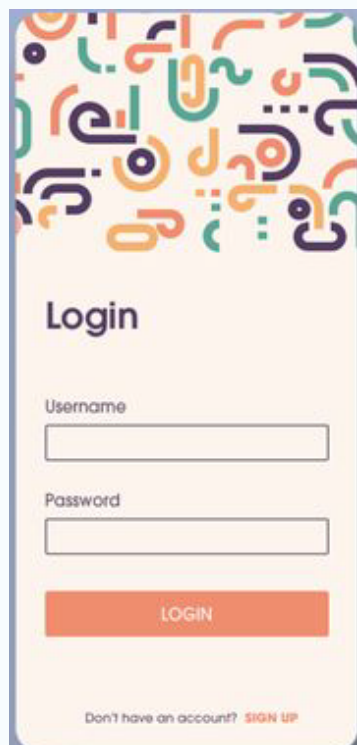 Login
Username
Password
LOGIN
Don't have an account? SIGN UP